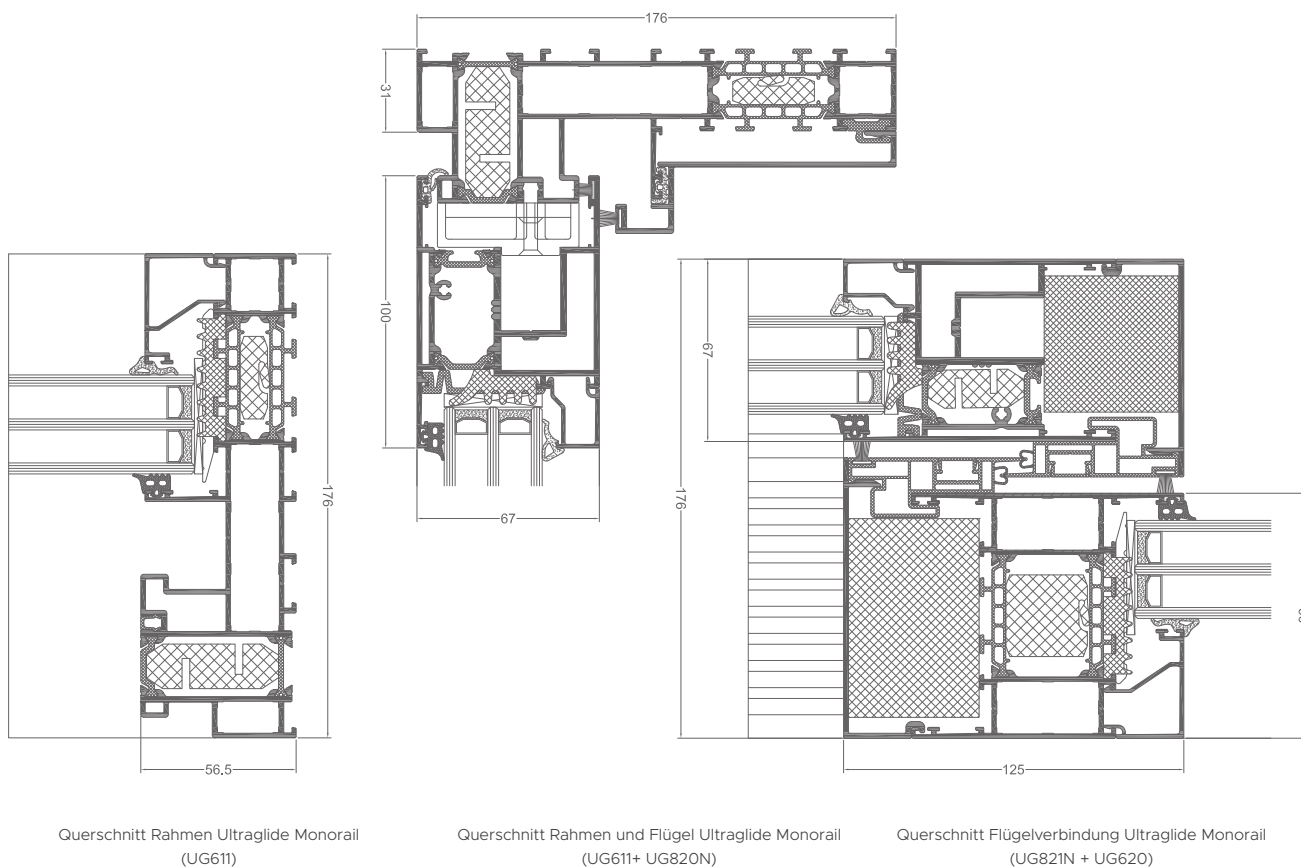 176
31
100
67
176
56.5
67
176
125
Querschnitt Rahmen Ultraglide Monorail
(UG611)
Querschnitt Rahmen und Flügel Ultraglide Monorail
(UG611+ UG820N)
Querschnitt Flügelverbindung Ultraglide Monorail
(UG821N + UG620)